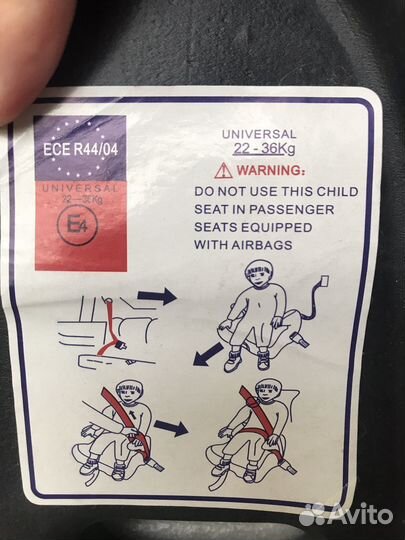 ECE R44/04
UNIVERSAL
22 - 36Kg
E4
UNIVERSAL
22 - 36Kg
WARNING:
DO NOT USE THIS CHILD
SEAT IN PASSENGER
SEATS EQUIPPED
WITH AIRBAGS
Avito